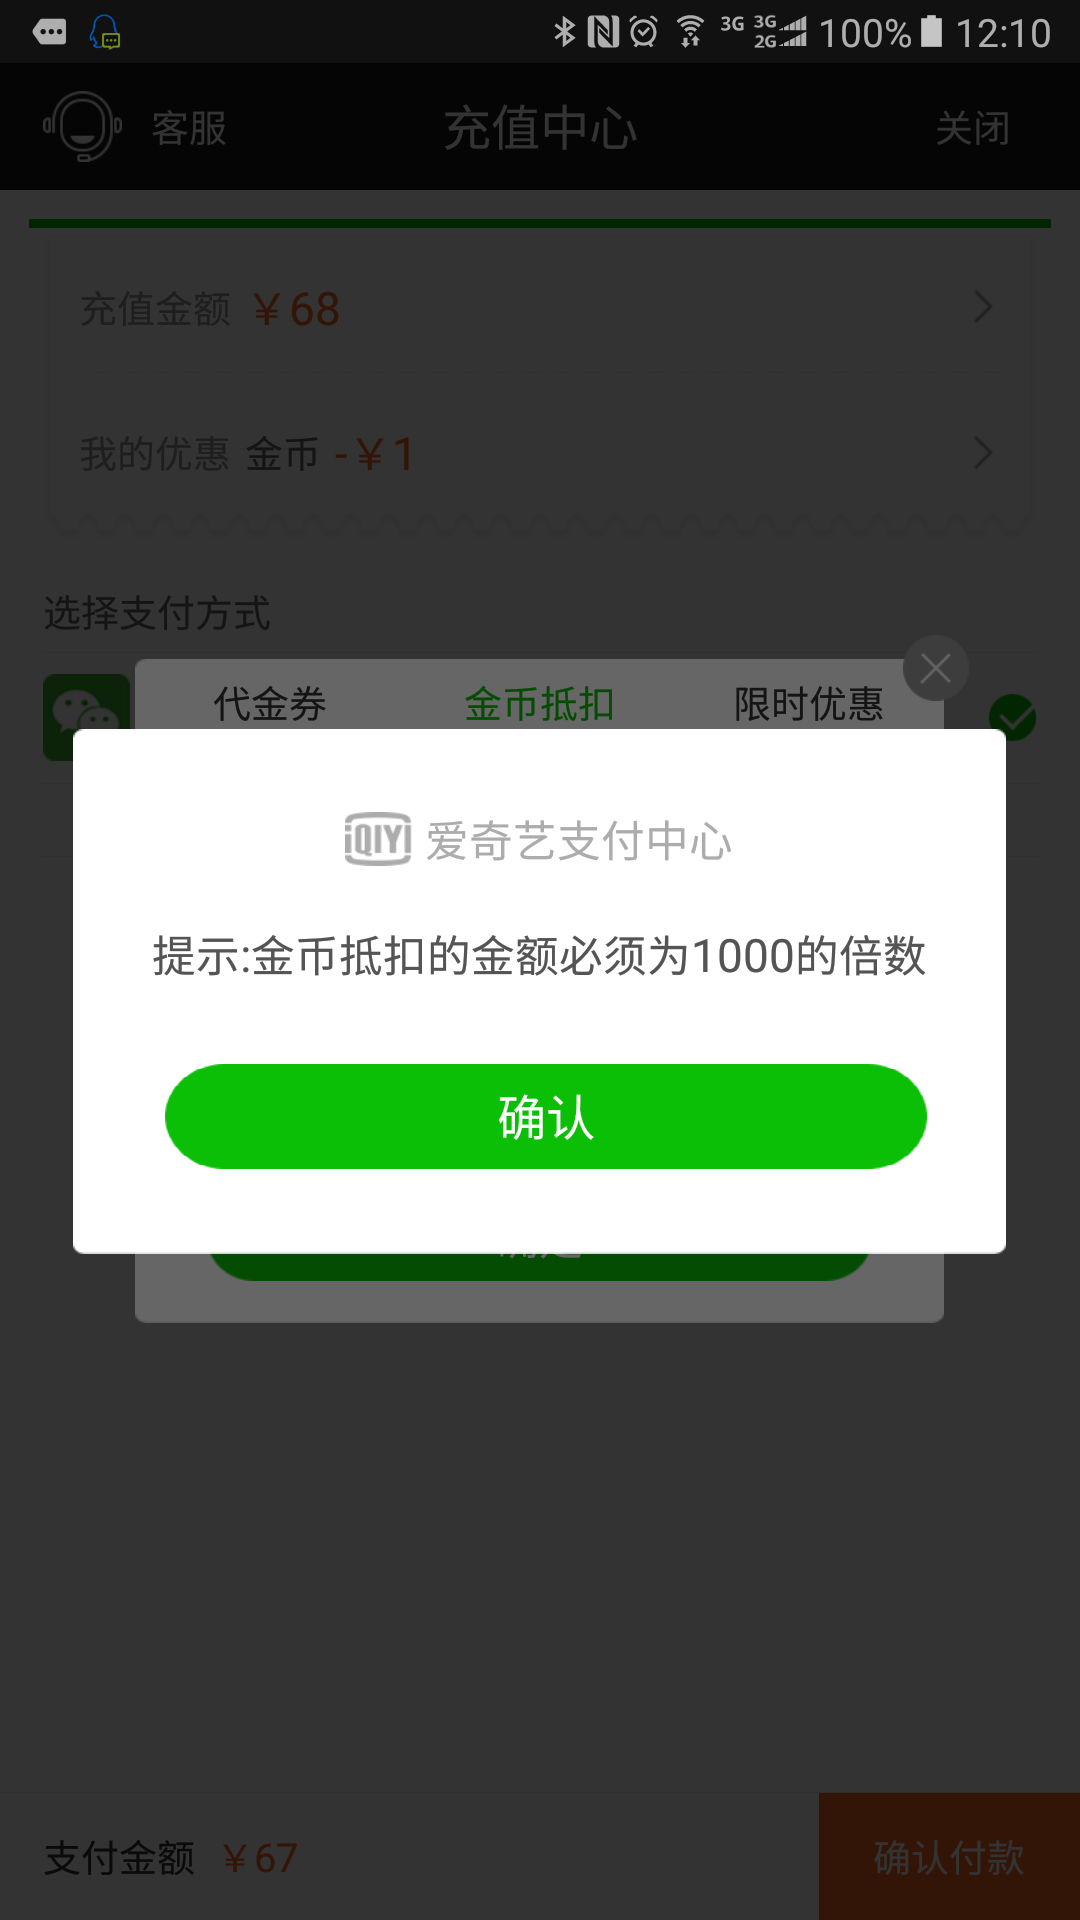 3G 3G 2G 100% 12:10
客服 充值中心 关闭
充值金额 ¥68
我的优惠 金币 -¥1
选择支付方式
代金券 金币抵扣 限时优惠
iQIYI 爱奇艺支付中心
提示:金币抵扣的金额必须为1000的倍数
确认
支付金额 ¥67 确认付款